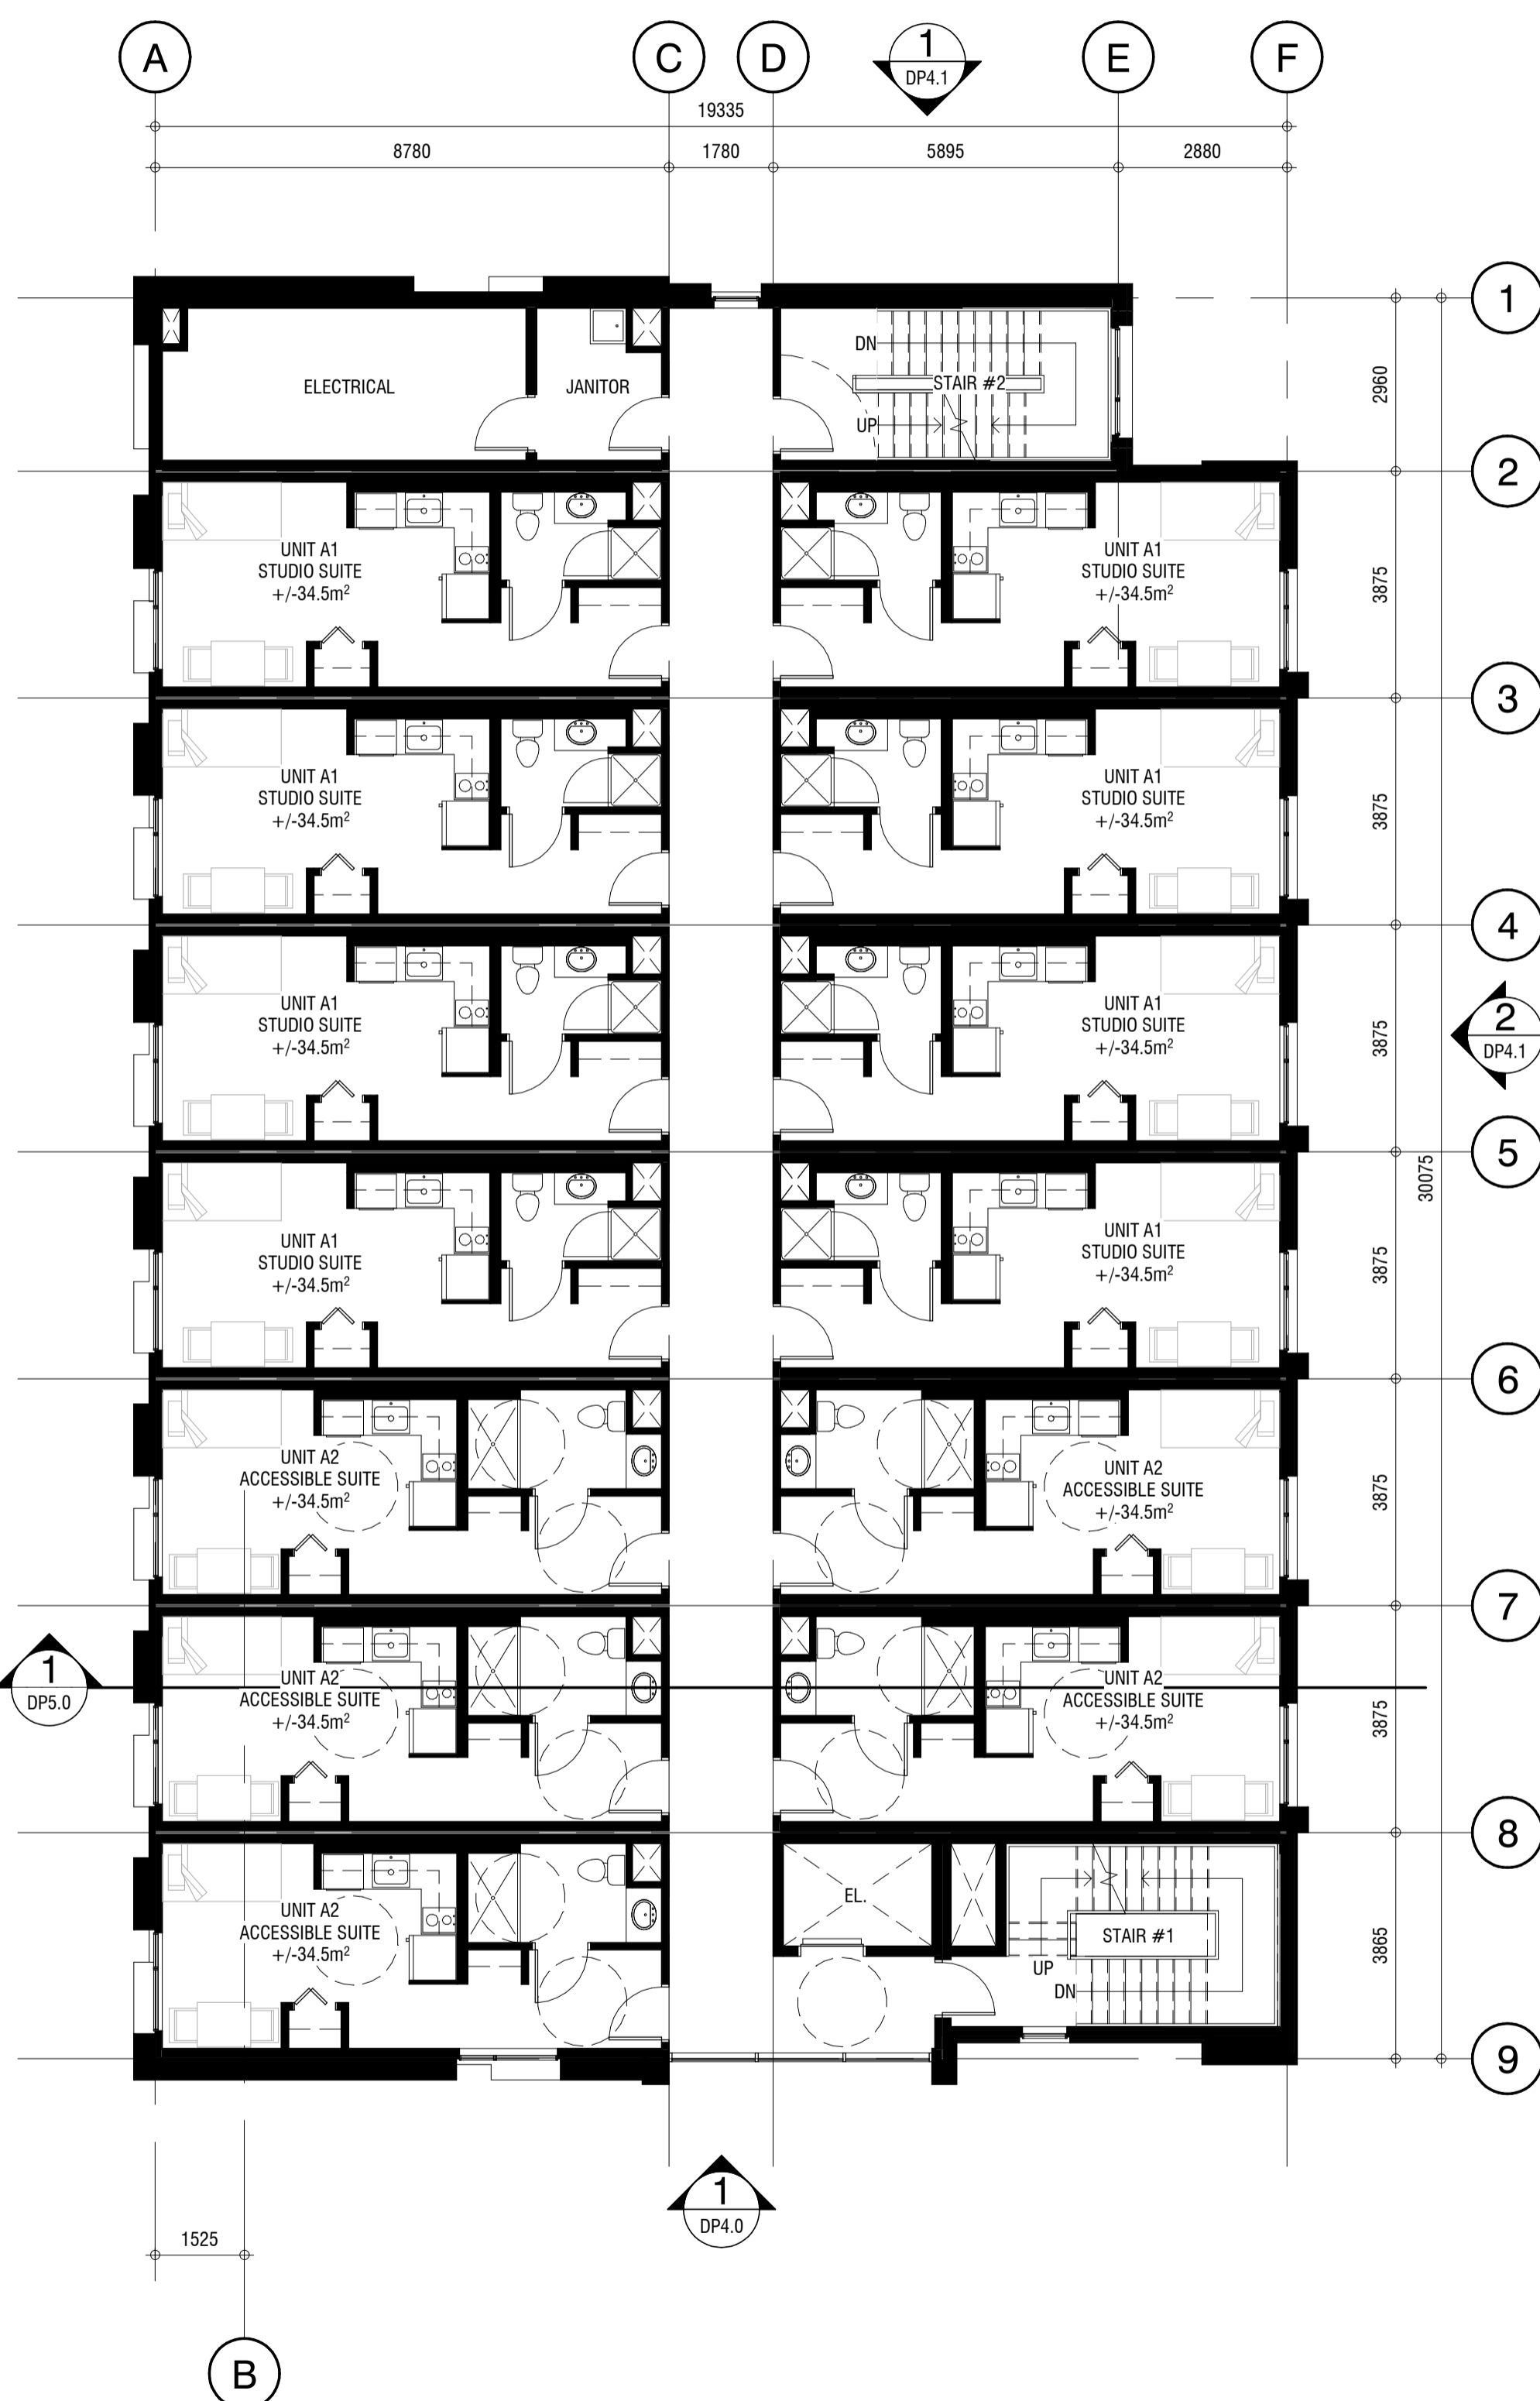 A C D E F
1
DP4.1
19335
8780 1780 5895 2880
1
DN
ELECTRICAL JANITOR STAIR #2
UP
2960
2
UNIT A1
STUDIO SUITE
+/-34.5m²
UNIT A1
STUDIO SUITE
+/-34.5m²
3875
3
UNIT A1
STUDIO SUITE
+/-34.5m²
UNIT A1
STUDIO SUITE
+/-34.5m²
3875
4
UNIT A1
STUDIO SUITE
+/-34.5m²
UNIT A1
STUDIO SUITE
+/-34.5m²
3875
2
DP4.1
5
30075
UNIT A1
STUDIO SUITE
+/-34.5m²
UNIT A1
STUDIO SUITE
+/-34.5m²
3875
6
UNIT A2
ACCESSIBLE SUITE
+/-34.5m²
UNIT A2
ACCESSIBLE SUITE
+/-34.5m²
3875
7
1
DP5.0
UNIT A2
ACCESSIBLE SUITE
+/-34.5m²
UNIT A2
ACCESSIBLE SUITE
+/-34.5m²
3875
8
UNIT A2
ACCESSIBLE SUITE
+/-34.5m²
EL.
STAIR #1
UP
DN
3865
9
1
DP4.0
1525
B